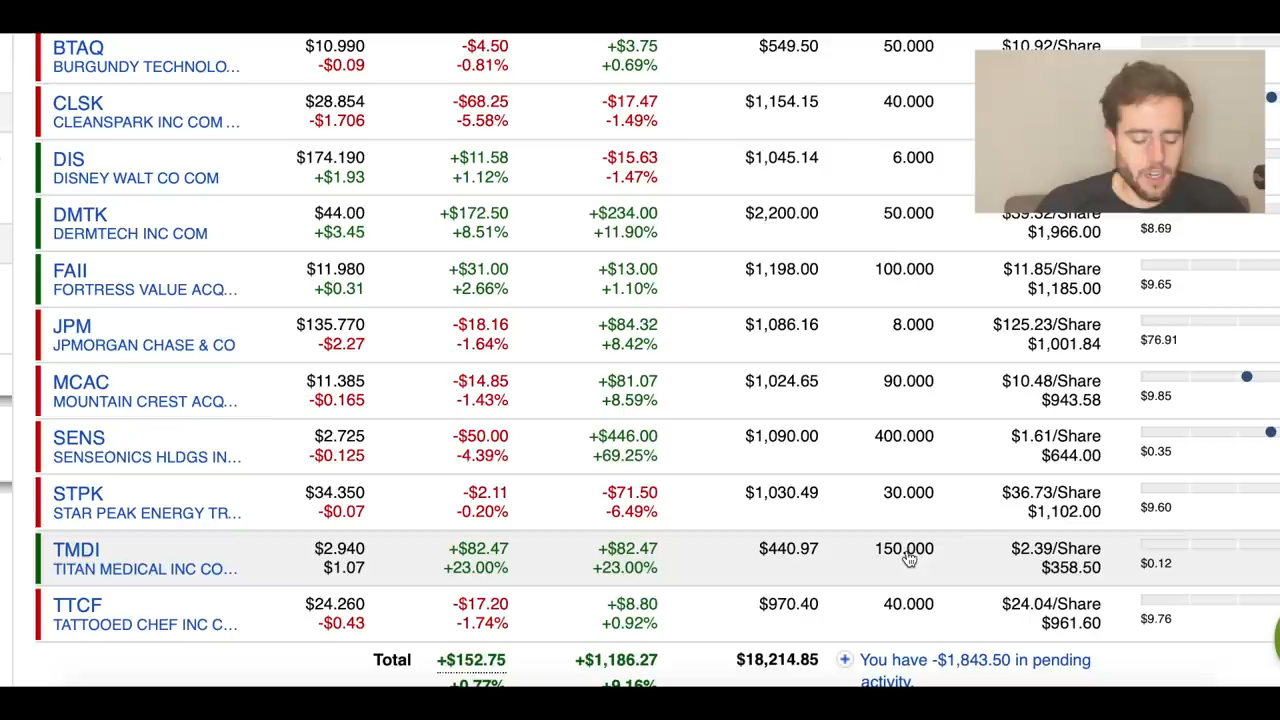 BTAQ $10.990 -$4.50 +$3.75 $549.50 50.000 $10.92/Share
BURGUNDY TECHNOLO... -$0.09 -0.81% +0.69%
CLSK $28.854 -$68.25 -$17.47 $1,154.15 40.000
CLEANSPARK INC COM ... -$1.706 -5.58% -1.49%
DIS $174.190 +$11.58 -$15.63 $1,045.14 6.000
DISNEY WALT CO COM +$1.93 +1.12% -1.47%
DMTK $44.00 +$172.50 +$234.00 $2,200.00 50.000 $39.32/Share
DERMTECH INC COM +$3.45 +8.51% +11.90% $1,966.00 $8.69
FAII $11.980 +$31.00 +$13.00 $1,198.00 100.000 $11.85/Share
FORTRESS VALUE ACQ... +$0.31 +2.66% +1.10% $1,185.00 $9.65
JPM $135.770 -$18.16 +$84.32 $1,086.16 8.000 $125.23/Share
JPMORGAN CHASE & CO -$2.27 -1.64% +8.42% $1,001.84 $76.91
MCAC $11.385 -$14.85 +$81.07 $1,024.65 90.000 $10.48/Share
MOUNTAIN CREST ACQ... -$0.165 -1.43% +8.59% $943.58 $9.85
SENS $2.725 -$50.00 +$446.00 $1,090.00 400.000 $1.61/Share
SENSEONICS HLDGS IN... -$0.125 -4.39% +69.25% $644.00 $0.35
STPK $34.350 -$2.11 -$71.50 $1,030.49 30.000 $36.73/Share
STAR PEAK ENERGY TR... -$0.07 -0.20% -6.49% $1,102.00 $9.60
TMDI $2.940 +$82.47 +$82.47 $440.97 150.000 $2.39/Share
TITAN MEDICAL INC CO... $1.07 +23.00% +23.00% $358.50 $0.12
TTCF $24.260 -$17.20 +$8.80 $970.40 40.000 $24.04/Share
TATTOOED CHEF INC C... -$0.43 -1.74% +0.92% $961.60 $9.76
Total +$152.75 +$1,186.27 $18,214.85 You have -$1,843.50 in pending
+0.77% +9.16% activity.